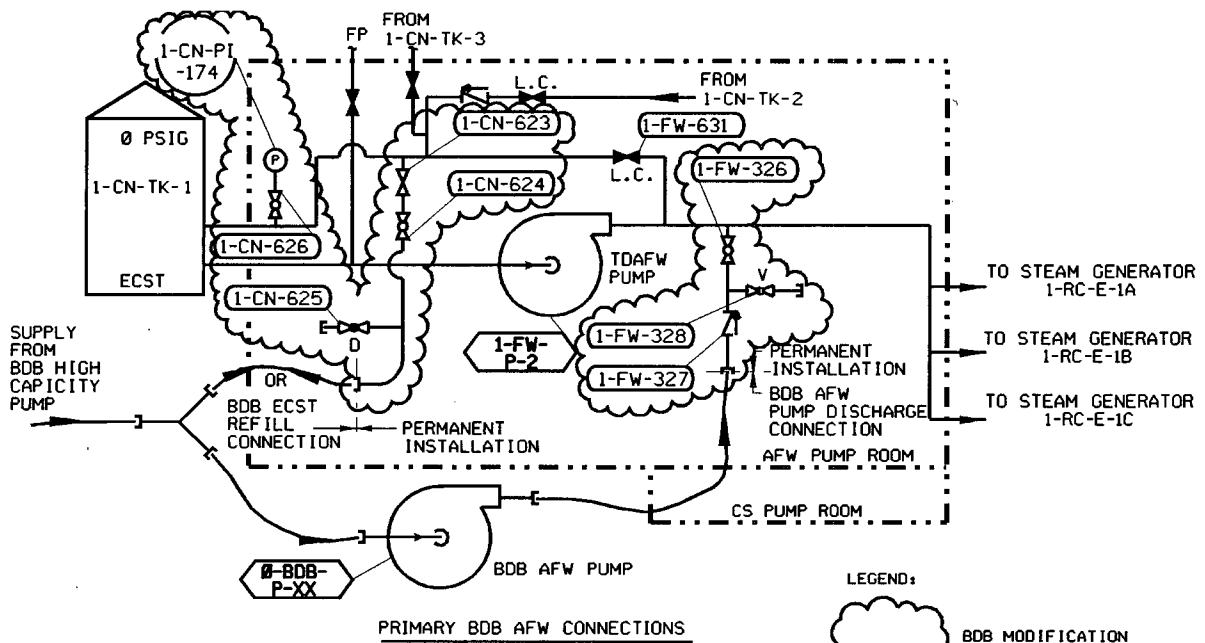 FP
FROM
1-CN-TK-3
1-CN-PI
-174
FROM
1-CN-TK-2
L.C.
1-CN-623
1-FW-631
Ø PSIG
P
1-CN-TK-1
1-CN-624
L.C.
1-FW-326
1-CN-626
TDAFW
PUMP
V
ECST
1-CN-625
D
1-FW-328
1-FW-
P-2
1-FW-327
TO STEAM GENERATOR
1-RC-E-1A
TO STEAM GENERATOR
1-RC-E-1B
TO STEAM GENERATOR
1-RC-E-1C
SUPPLY
FROM
BDB HIGH
CAPICITY
PUMP
OR
BDB ECST
REFILL
CONNECTION
PERMANENT
INSTALLATION
PERMANENT
INSTALLATION
BDB AFW
PUMP DISCHARGE
CONNECTION
AFW PUMP ROOM
CS PUMP ROOM
BDB AFW PUMP
Ø-BDB-
P-XX
LEGEND:
BDB MODIFICATION
PRIMARY BDB AFW CONNECTIONS